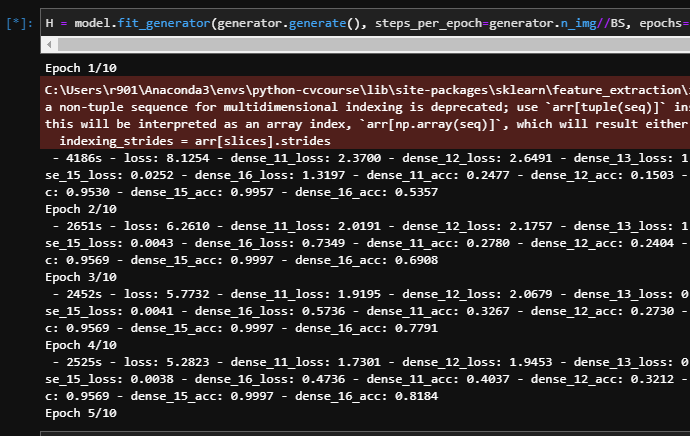 [*]: H = model.fit_generator(generator.generate(), steps_per_epoch=generator.n_img//BS, epochs=
Epoch 1/10
C:\Users\r901\Anaconda3\envs\python-cvcourse\lib\site-packages\sklearn\feature_extraction\
a non-tuple sequence for multidimensional indexing is deprecated; use `arr[tuple(seq)]` in
this will be interpreted as an array index, `arr[np.array(seq)]`, which will result either
indexing_strides = arr[slices].strides
- 4186s - loss: 8.1254 - dense_11_loss: 2.3700 - dense_12_loss: 2.6491 - dense_13_loss: 1
se_15_loss: 0.0252 - dense_16_loss: 1.3197 - dense_11_acc: 0.2477 - dense_12_acc: 0.1503 -
c: 0.9530 - dense_15_acc: 0.9957 - dense_16_acc: 0.5357
Epoch 2/10
- 2651s - loss: 6.2610 - dense_11_loss: 2.0191 - dense_12_loss: 2.1757 - dense_13_loss: 1
se_15_loss: 0.0043 - dense_16_loss: 0.7349 - dense_11_acc: 0.2780 - dense_12_acc: 0.2404 -
c: 0.9569 - dense_15_acc: 0.9997 - dense_16_acc: 0.6908
Epoch 3/10
- 2452s - loss: 5.7732 - dense_11_loss: 1.9195 - dense_12_loss: 2.0679 - dense_13_loss: 0
se_15_loss: 0.0041 - dense_16_loss: 0.5736 - dense_11_acc: 0.3267 - dense_12_acc: 0.2730 -
c: 0.9569 - dense_15_acc: 0.9997 - dense_16_acc: 0.7791
Epoch 4/10
- 2525s - loss: 5.2823 - dense_11_loss: 1.7301 - dense_12_loss: 1.9453 - dense_13_loss: 0
se_15_loss: 0.0038 - dense_16_loss: 0.4736 - dense_11_acc: 0.4037 - dense_12_acc: 0.3212 -
c: 0.9569 - dense_15_acc: 0.9997 - dense_16_acc: 0.8184
Epoch 5/10